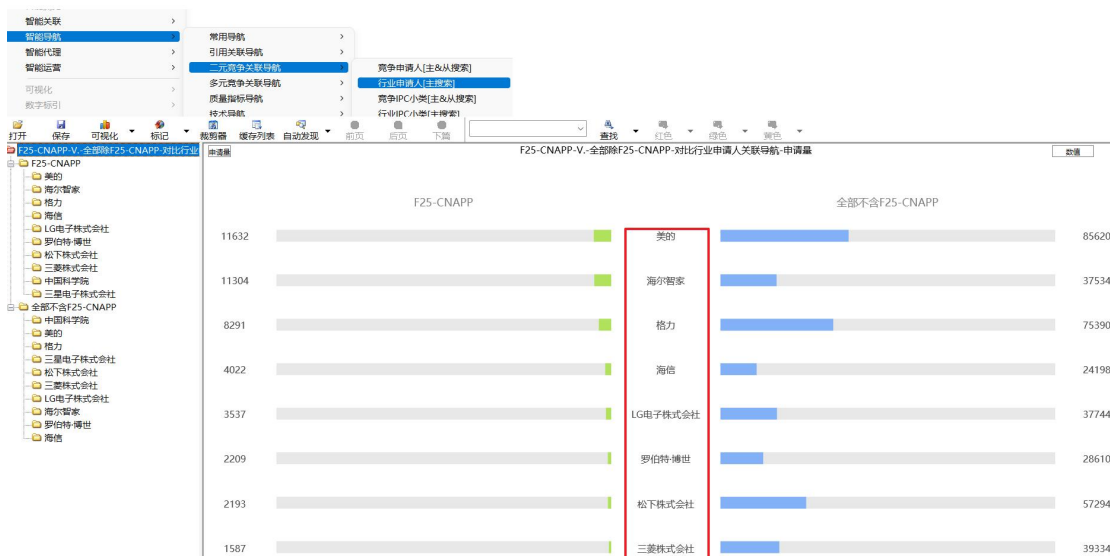 智能关联 >
智能导航 > 常用导航 >
智能代理 > 引用关联导航 >
智能运营 > 二元竞争关联导航 > 竞争申请人[主&从搜索]
多元竞争关联导航 > 行业申请人[主搜索]
可视化 > 质量指标导航 > 竞争IPC小类[主&从搜索]
数字标引 > 技术导航 行业IPC小类[主搜索]
打开 保存 可视化 标记 裁剪器 缓存列表 自动发现 前页 后页 下篇 查找 红色 绿色 黄色
F25-CNAPP-V.-全部除F25-CNAPP-对比行业 申请量 F25-CNAPP-V.-全部除F25-CNAPP-对比行业申请人关联导航-申请量 数值
F25-CNAPP
美的
海尔智家
格力
海信
LG电子株式会社
罗伯特·博世
松下株式会社
三菱株式会社
中国科学院
三星电子株式会社
全部不含F25-CNAPP
中国科学院
美的
格力
三星电子株式会社
松下株式会社
三菱株式会社
LG电子株式会社
海尔智家
罗伯特·博世
海信
F25-CNAPP 全部不含F25-CNAPP
11632 美的 85620
11304 海尔智家 37534
8291 格力 75390
4022 海信 24198
3537 LG电子株式会社 37744
2209 罗伯特·博世 28610
2193 松下株式会社 57294
1587 三菱株式会社 39334